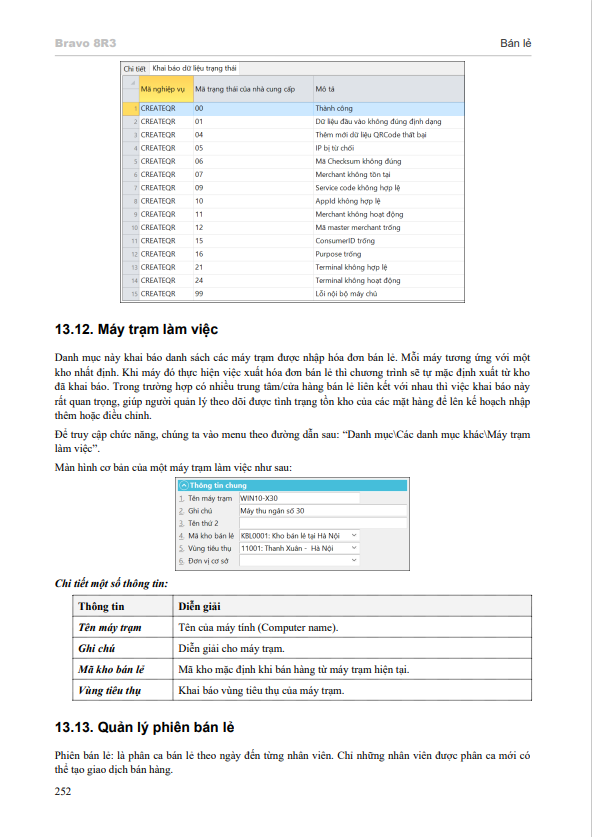 Bravo 8R3 Bán lẻ
Chi tiết Khai báo dữ liệu trạng thái
Mã nghiệp vụ Mã trạng thái của nhà cung cấp Mô tả
1 CREATEQR 00 Thành công
2 CREATEQR 01 Dữ liệu đầu vào không đúng định dạng
3 CREATEQR 04 Thêm mới dữ liệu QRCode thất bại
4 CREATEQR 05 IP bị từ chối
5 CREATEQR 06 Mã Checksum không đúng
6 CREATEQR 07 Merchant không tồn tại
7 CREATEQR 09 Service code không hợp lệ
8 CREATEQR 10 AppId không hợp lệ
9 CREATEQR 11 Merchant không hoạt động
10 CREATEQR 12 Mã master merchant trống
11 CREATEQR 15 ConsumerID trống
12 CREATEQR 16 Purpose trống
13 CREATEQR 21 Terminal không hợp lệ
14 CREATEQR 24 Terminal không hoạt động
15 CREATEQR 99 Lỗi nội bộ máy chủ
13.12. Máy trạm làm việc
Danh mục này khai báo danh sách các máy trạm được nhập hóa đơn bán lẻ. Mỗi máy tương ứng với một
kho nhất định. Khi máy đó thực hiện việc xuất hóa đơn bán lẻ thì chương trình sẽ tự mặc định xuất từ kho
đã khai báo. Trong trường hợp có nhiều trung tâm/cửa hàng bán lẻ liên kết với nhau thì việc khai báo này
rất quan trọng, giúp người quản lý theo dõi được tình trạng tồn kho của các mặt hàng để lên kế hoạch nhập
thêm hoặc điều chỉnh.
Để truy cập chức năng, chúng ta vào menu theo đường dẫn sau: “Danh mục\Các danh mục khác\Máy trạm
làm việc”.
Màn hình cơ bản của một máy trạm làm việc như sau:
Thông tin chung
1. Tên máy trạm WIN10-X30
2. Ghi chú Máy thu ngân số 30
3. Tên thứ 2
4. Mã kho bán lẻ KBL0001: Kho bán lẻ tại Hà Nội
5. Vùng tiêu thụ 11001: Thanh Xuân - Hà Nội
6. Đơn vị cơ sở
Chi tiết một số thông tin:
Thông tin Diễn giải
Tên máy trạm Tên của máy tính (Computer name).
Ghi chú Diễn giải cho máy trạm.
Mã kho bán lẻ Mã kho mặc định khi bán hàng từ máy trạm hiện tại.
Vùng tiêu thụ Khai báo vùng tiêu thụ của máy trạm.
13.13. Quản lý phiên bán lẻ
Phiên bán lẻ: là phân ca bán lẻ theo ngày đến từng nhân viên. Chỉ những nhân viên được phân ca mới có
thể tạo giao dịch bán hàng.
252